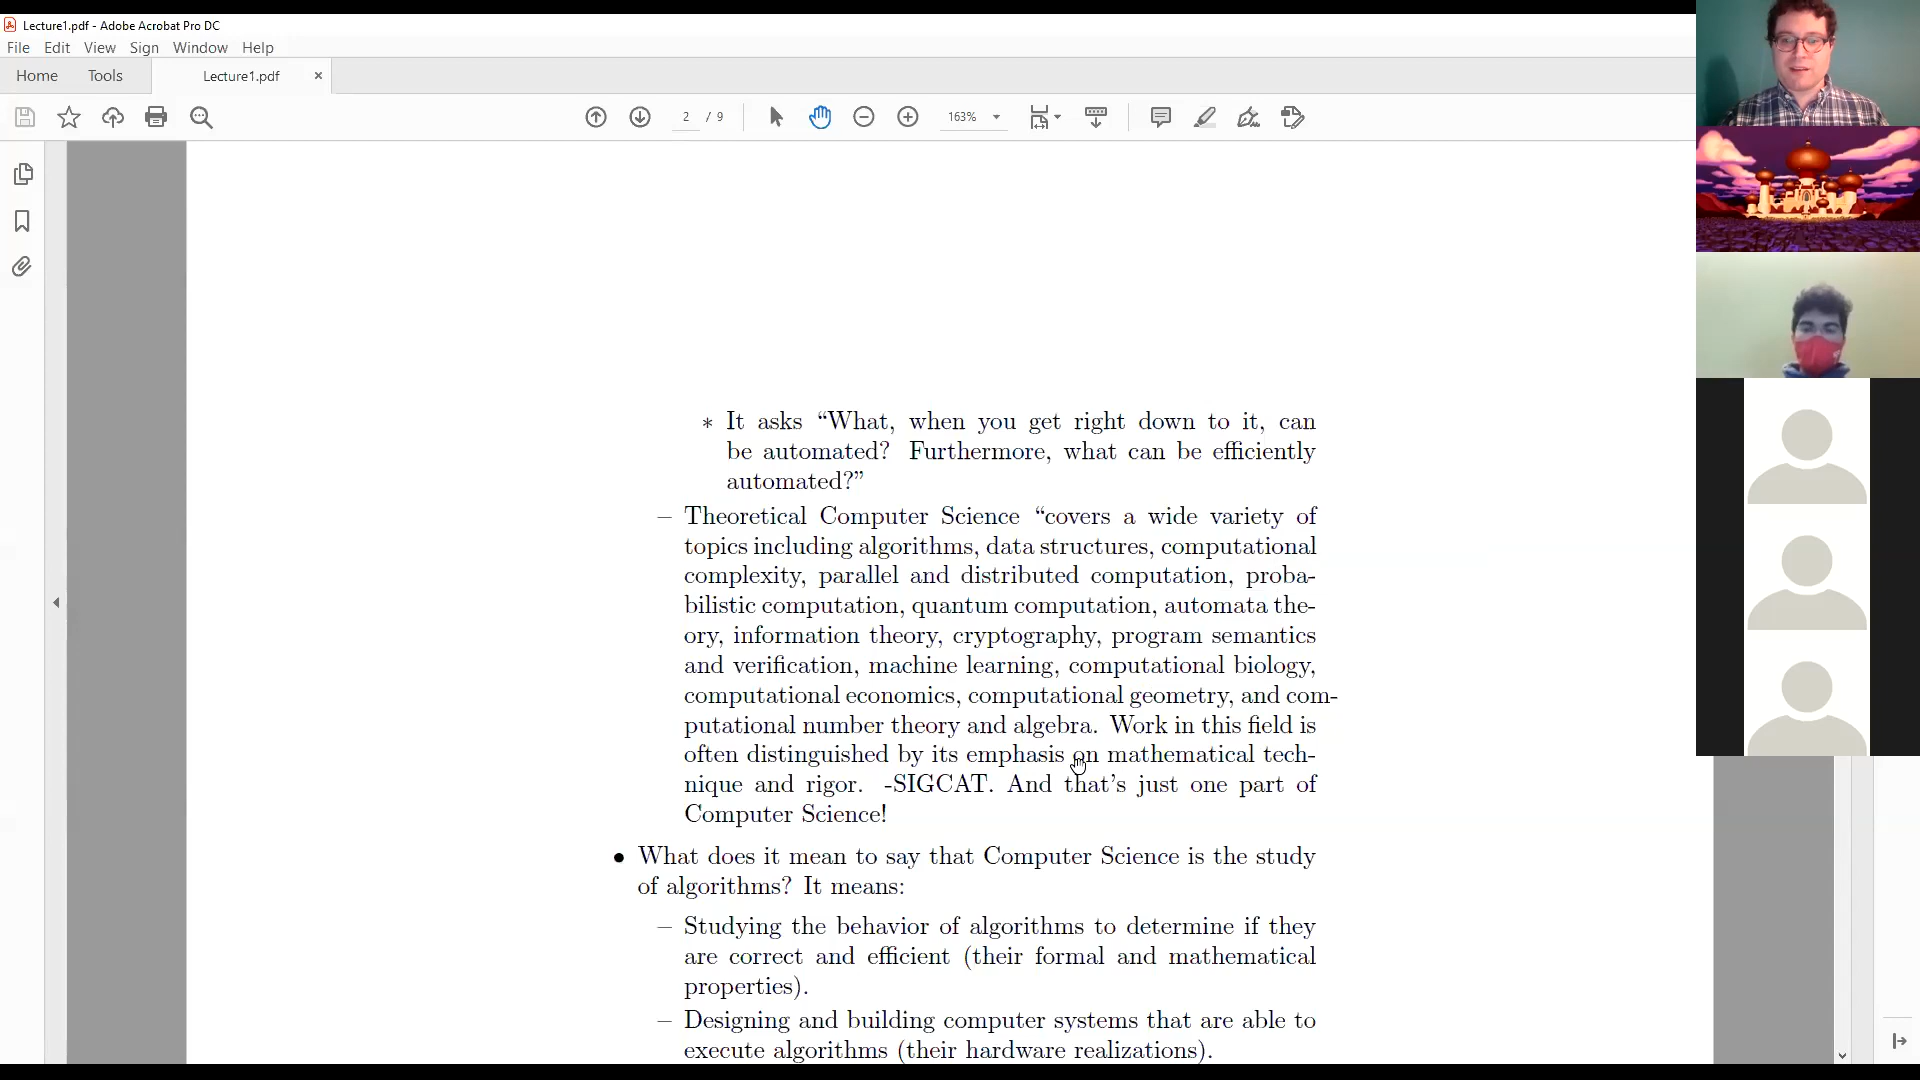 Lecture1.pdf - Adobe Acrobat Pro DC
File Edit View Sign Window Help
Home Tools Lecture1.pdf ×
2 / 9 163%
∗ It asks “What, when you get right down to it, can
be automated? Furthermore, what can be efficiently
automated?”
– Theoretical Computer Science “covers a wide variety of
topics including algorithms, data structures, computational
complexity, parallel and distributed computation, proba-
bilistic computation, quantum computation, automata the-
ory, information theory, cryptography, program semantics
and verification, machine learning, computational biology,
computational economics, computational geometry, and com-
putational number theory and algebra. Work in this field is
often distinguished by its emphasis on mathematical tech-
nique and rigor. -SIGCAT. And that’s just one part of
Computer Science!
• What does it mean to say that Computer Science is the study
of algorithms? It means:
– Studying the behavior of algorithms to determine if they
are correct and efficient (their formal and mathematical
properties).
– Designing and building computer systems that are able to
execute algorithms (their hardware realizations).